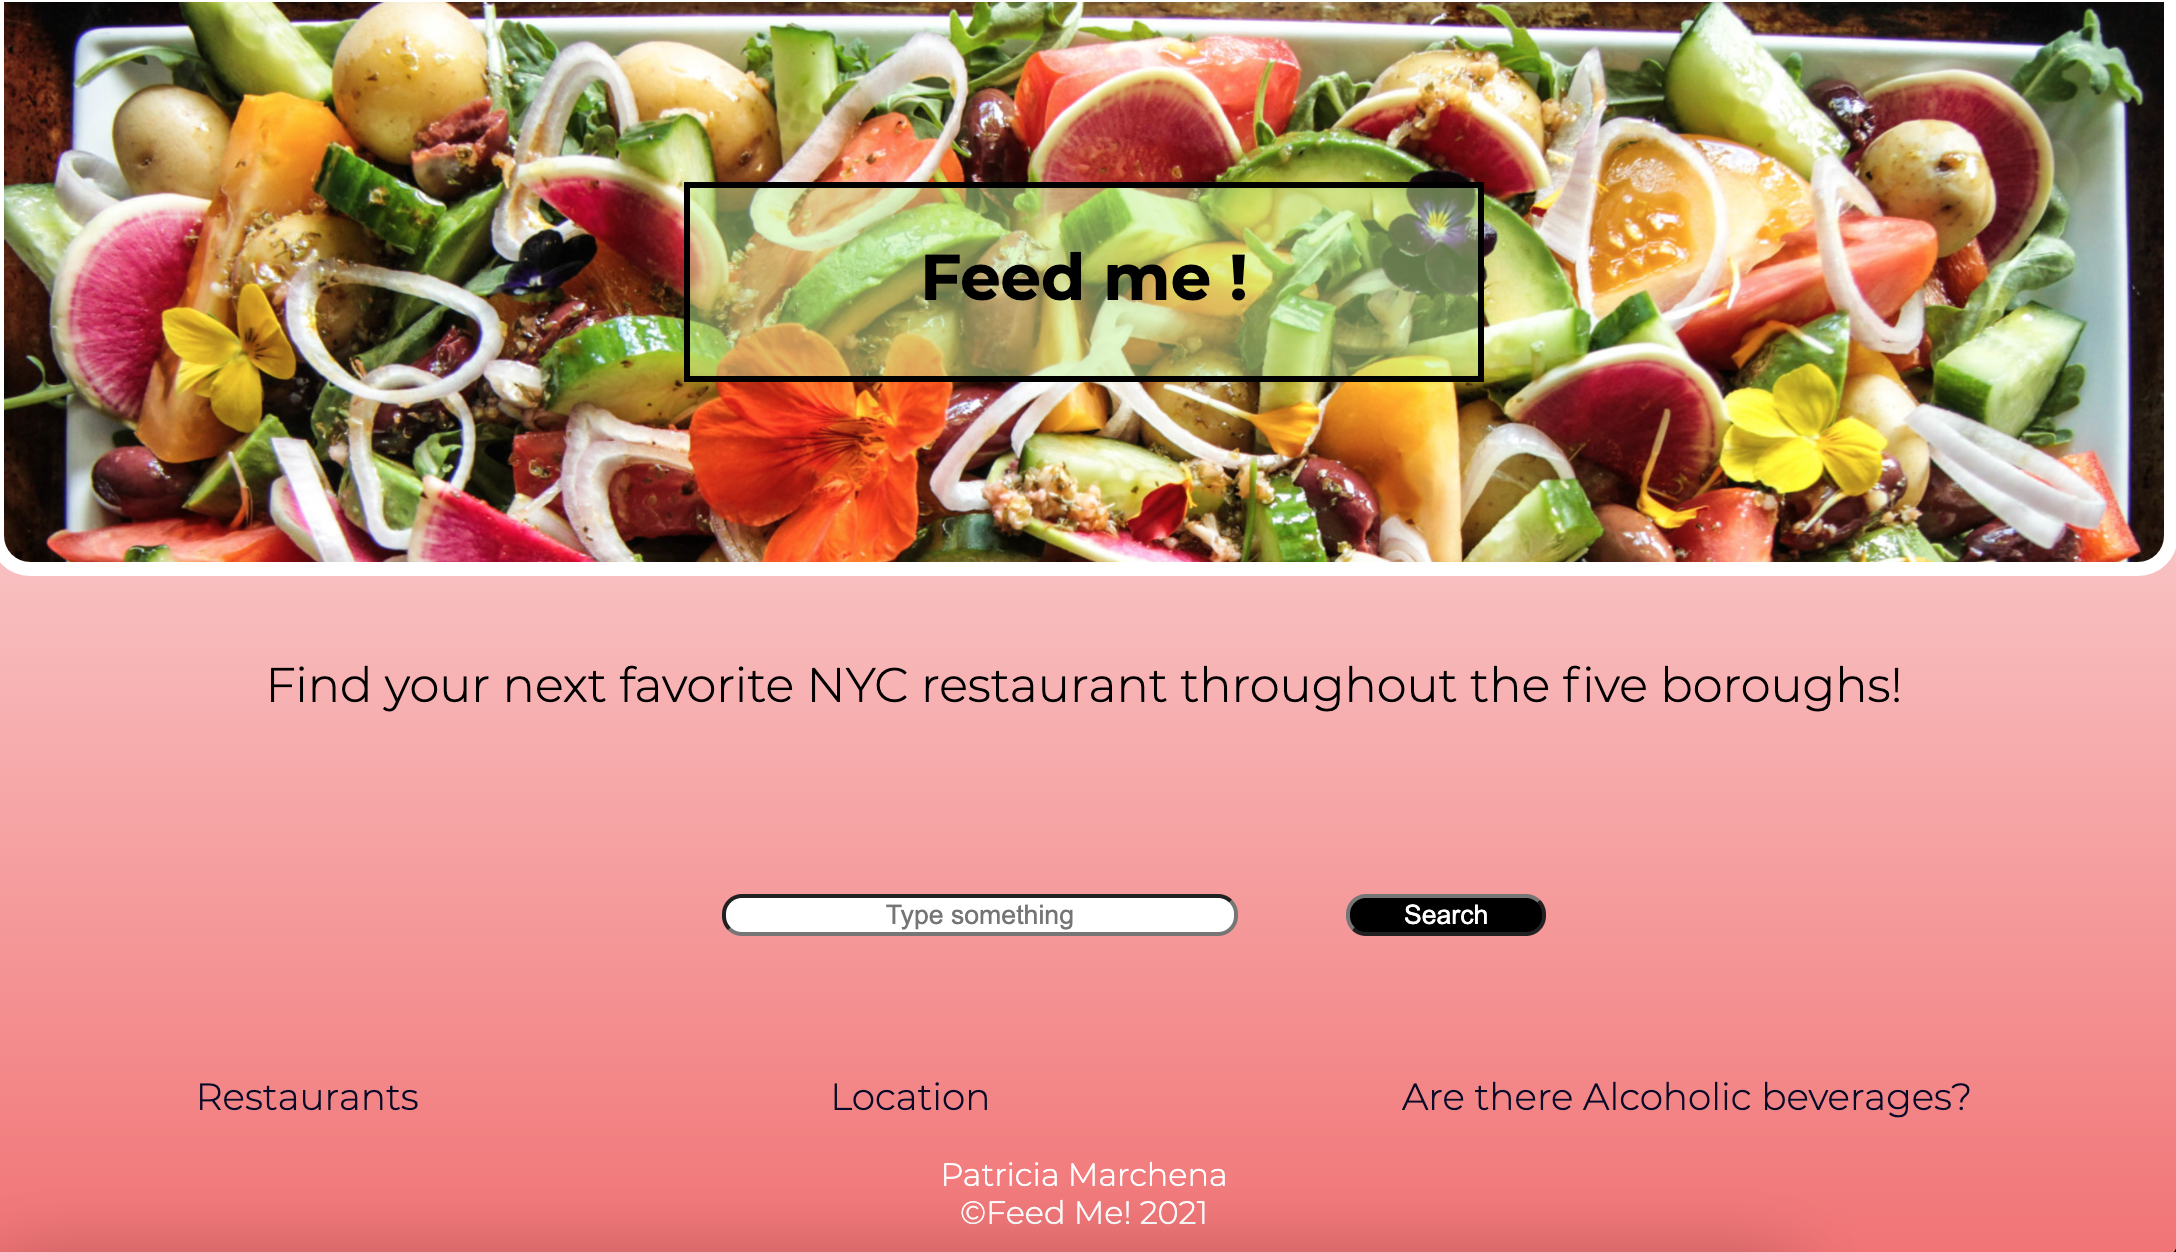 Feed me !
Find your next favorite NYC restaurant throughout the five boroughs!
Type something
Search
Restaurants
Location
Are there Alcoholic beverages?
Patricia Marchena
©Feed Me! 2021